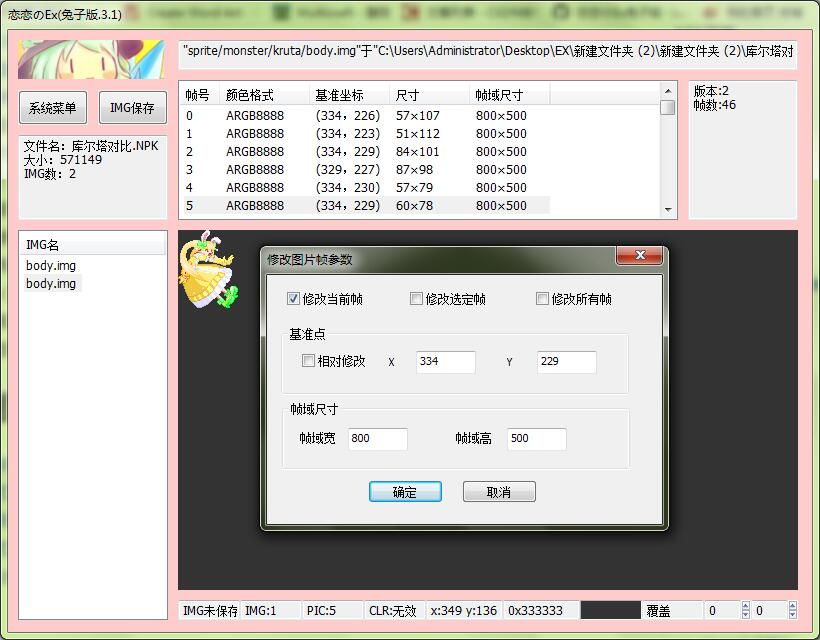 恋恋のEx(兔子版.3.1)
"sprite/monster/kruta/body.img"于"C:\Users\Administrator\Desktop\EX\新建文件夹 (2)\新建文件夹 (2)\库尔塔对
系统菜单 IMG保存
文件名：库尔塔对比.NPK
大小：571149
IMG数：2
帧号 颜色格式 基准坐标 尺寸 帧域尺寸
0 ARGB8888 (334，226) 57×107 800×500
1 ARGB8888 (334，223) 51×112 800×500
2 ARGB8888 (334，229) 84×101 800×500
3 ARGB8888 (329，227) 87×98 800×500
4 ARGB8888 (334，230) 57×79 800×500
5 ARGB8888 (334，229) 60×78 800×500
版本:2
帧数:46
IMG名
body.img
body.img
修改图片帧参数
修改当前帧 修改选定帧 修改所有帧
基准点
相对修改 X 334 Y 229
帧域尺寸
帧域宽 800 帧域高 500
确定 取消
IMG未保存 IMG:1 PIC:5 CLR:无效 x:349 y:136 0x333333 覆盖 0 0